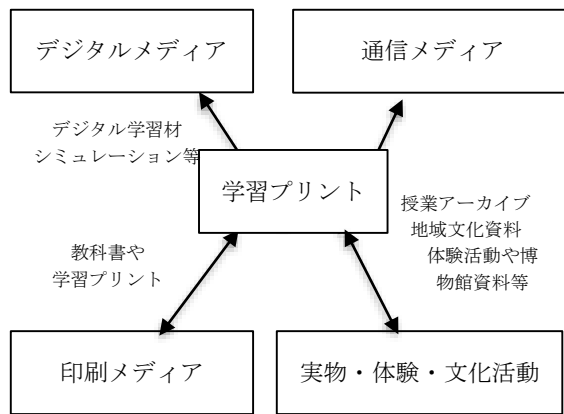 デジタルメディア
通信メディア
デジタル学習材
シミュレーション等
学習プリント
授業アーカイブ
地域文化資料
体験活動や博
物館資料等
教科書や
学習プリント
印刷メディア
実物・体験・文化活動